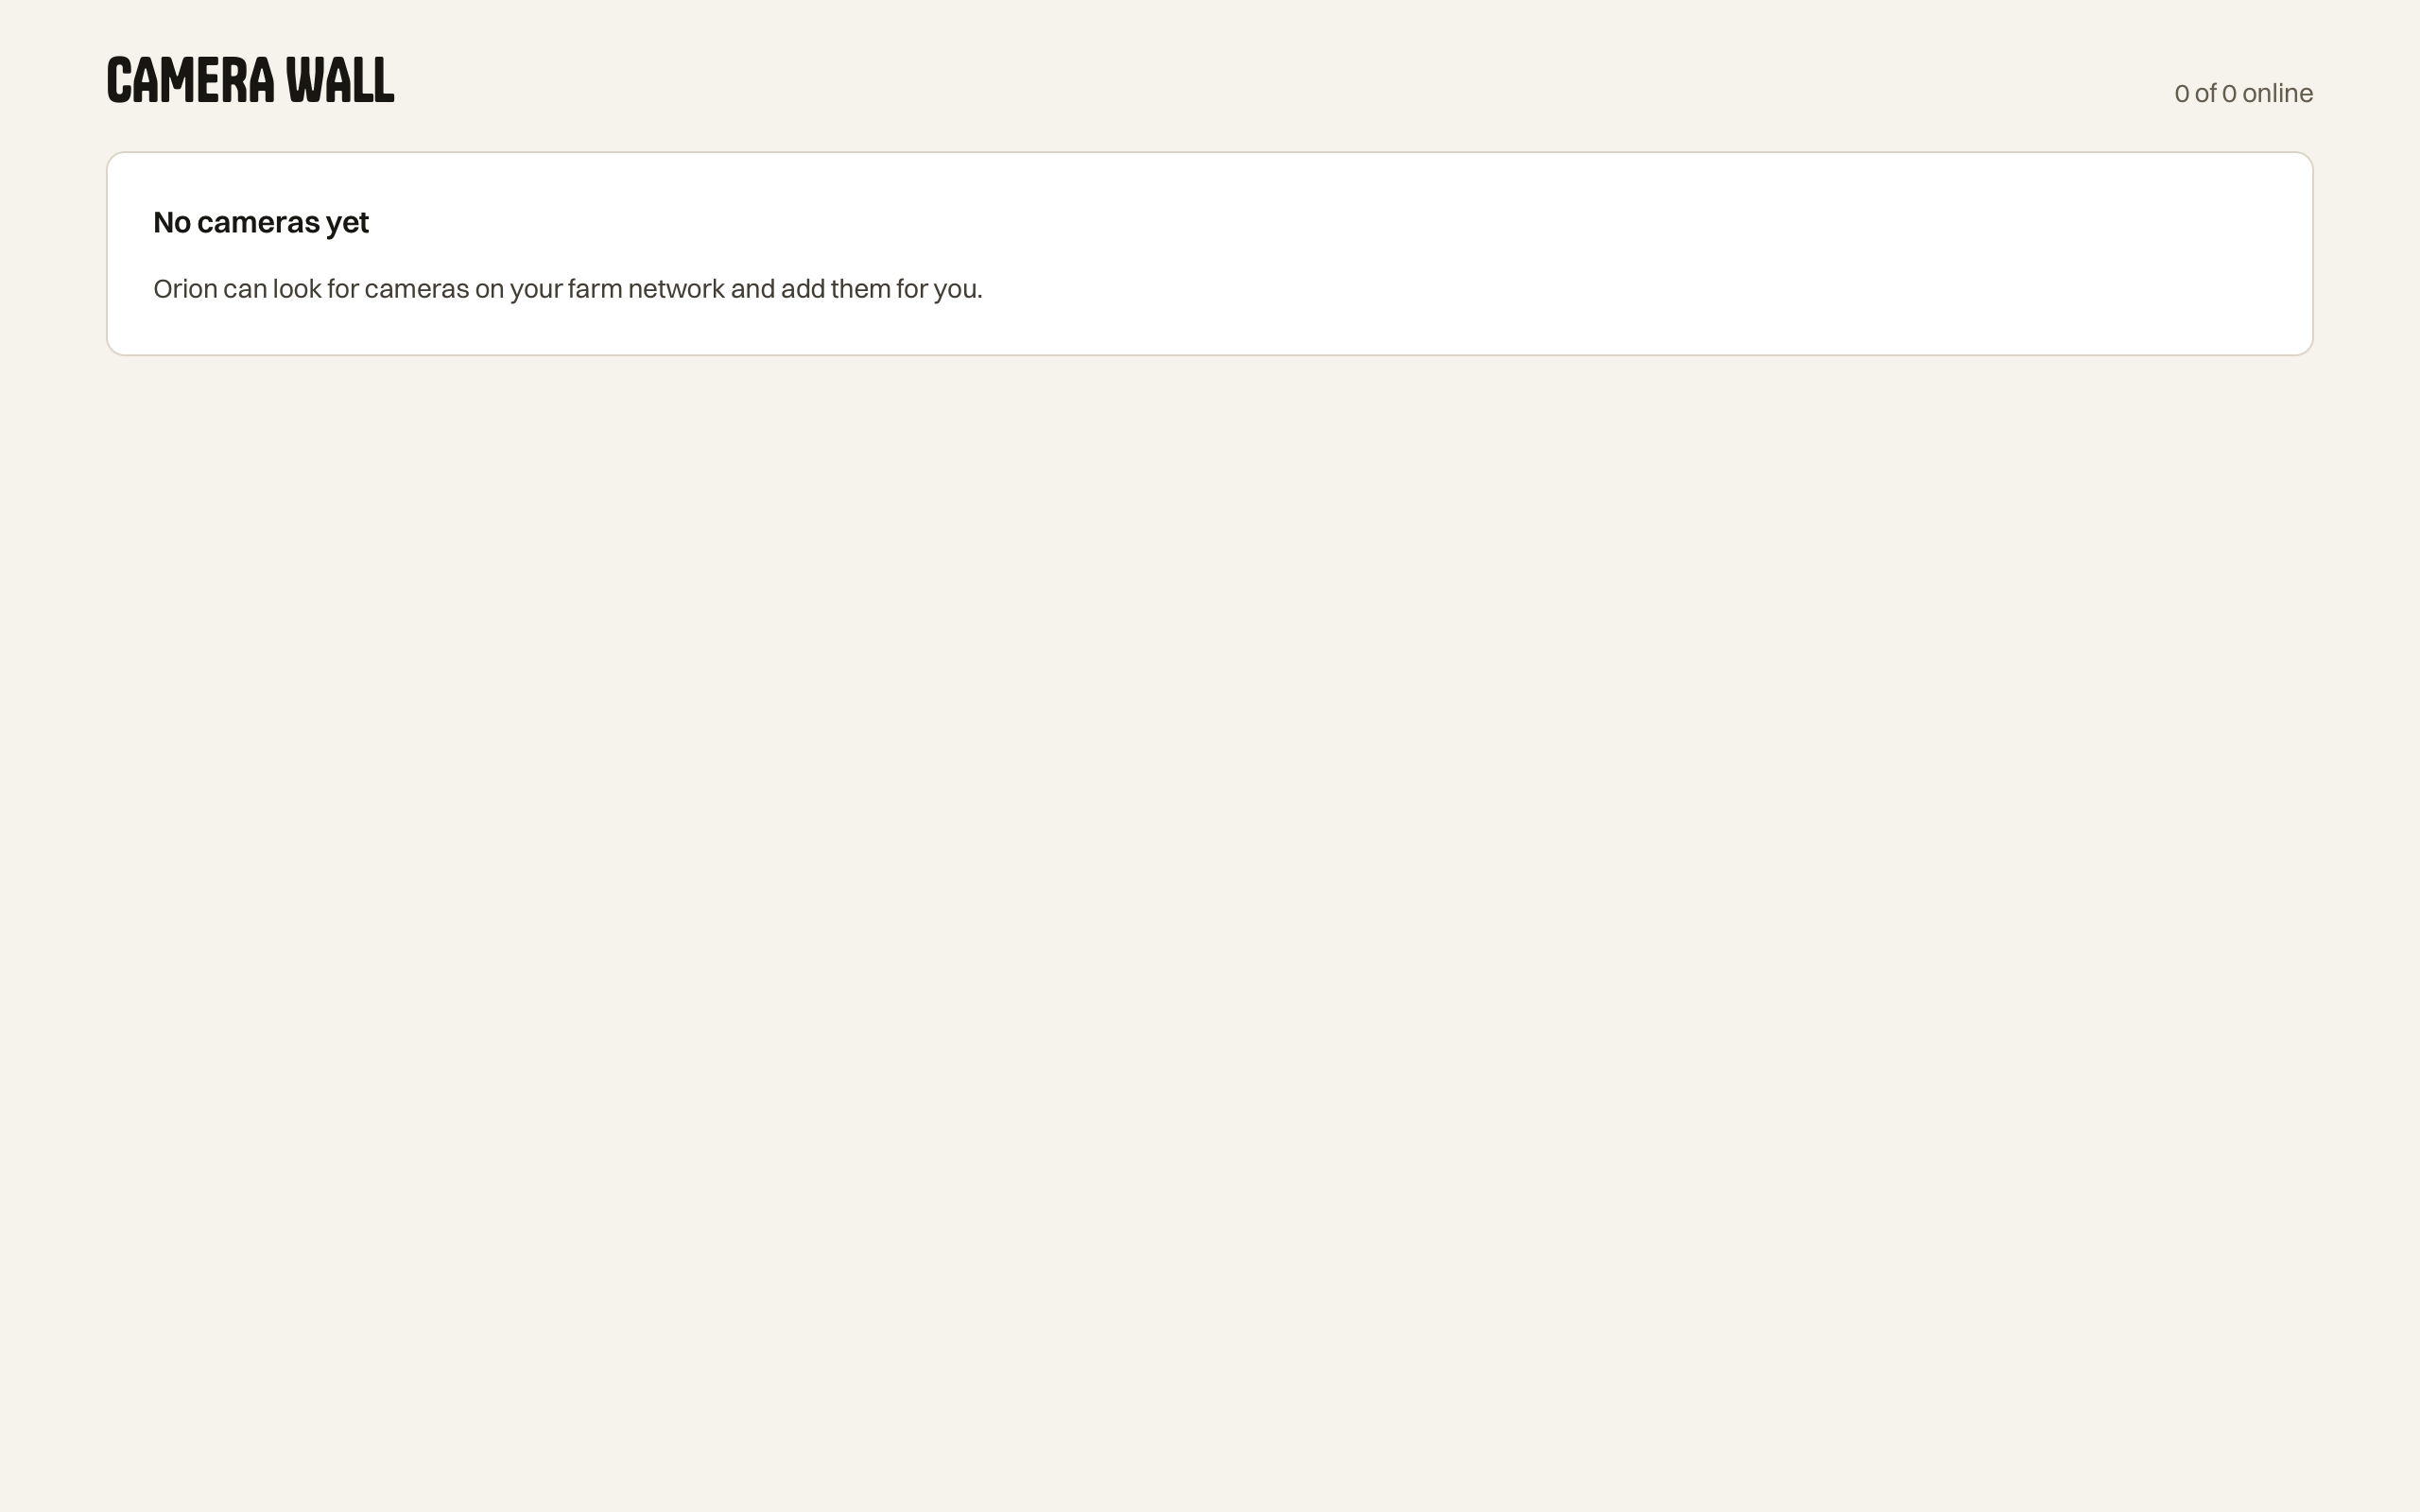 CAMERA WALL
0 of 0 online
No cameras yet
Orion can look for cameras on your farm network and add them for you.